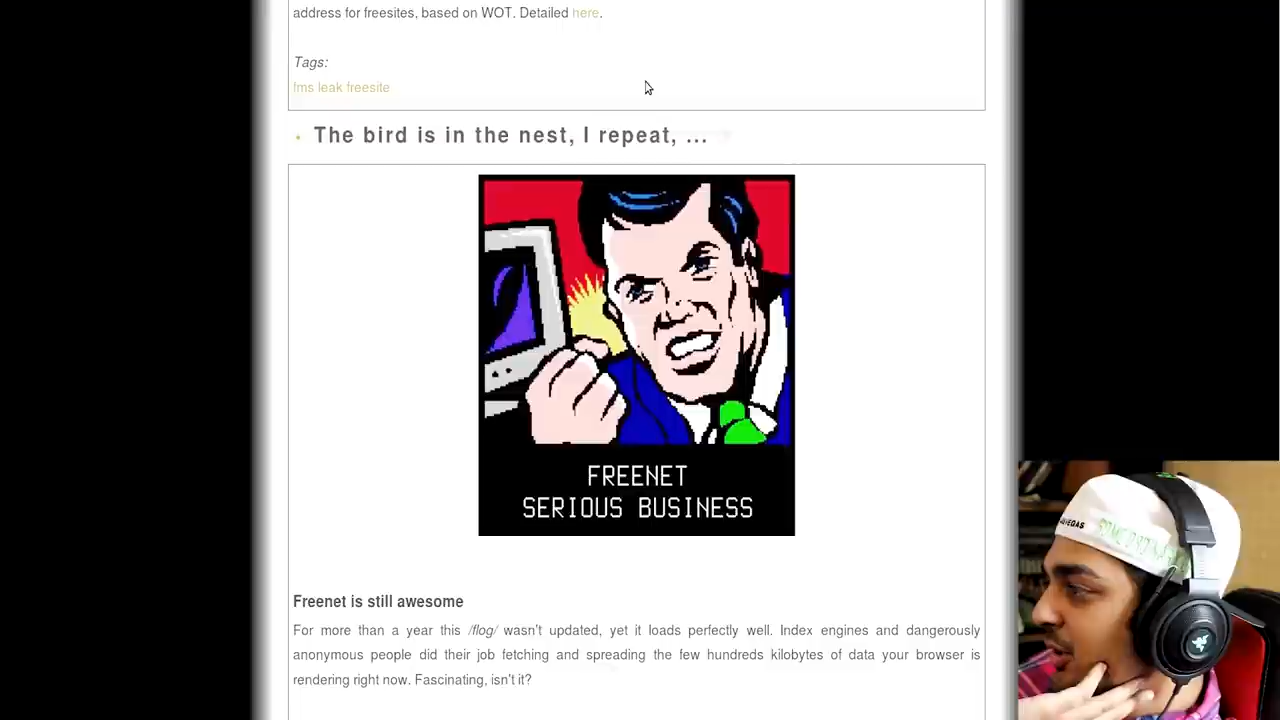 address for freesites, based on WOT. Detailed here.
Tags:
fms leak freesite
• The bird is in the nest, I repeat, ...
FREENET
SERIOUS BUSINESS
Freenet is still awesome
For more than a year this /flog/ wasn't updated, yet it loads perfectly well. Index engines and dangerously
anonymous people did their job fetching and spreading the few hundreds kilobytes of data your browser is
rendering right now. Fascinating, isn't it?